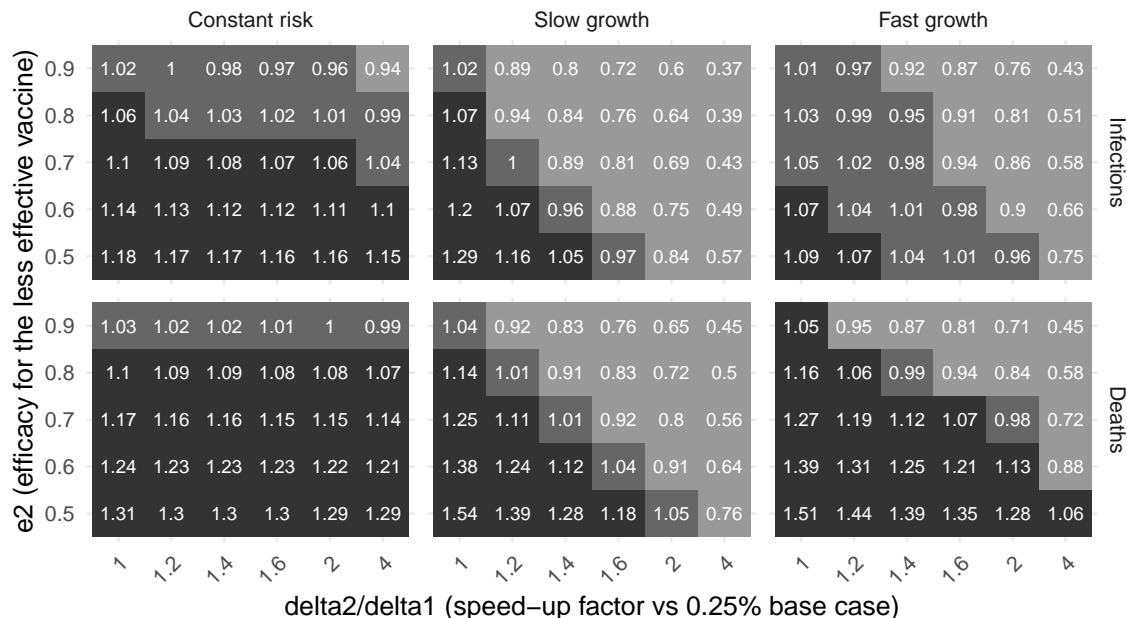 Constant risk Slow growth Fast growth
e2 (efficacy for the less effective vaccine)
0.9 1.02 1 0.98 0.97 0.96 0.94 1.02 0.89 0.8 0.72 0.6 0.37 1.01 0.97 0.92 0.87 0.76 0.43
0.8 1.06 1.04 1.03 1.02 1.01 0.99 1.07 0.94 0.84 0.76 0.64 0.39 1.03 0.99 0.95 0.91 0.81 0.51
0.7 1.1 1.09 1.08 1.07 1.06 1.04 1.13 1 0.89 0.81 0.69 0.43 1.05 1.02 0.98 0.94 0.86 0.58
0.6 1.14 1.13 1.12 1.12 1.11 1.1 1.2 1.07 0.96 0.88 0.75 0.49 1.07 1.04 1.01 0.98 0.9 0.66
0.5 1.18 1.17 1.17 1.16 1.16 1.15 1.29 1.16 1.05 0.97 0.84 0.57 1.09 1.07 1.04 1.01 0.96 0.75
Infections
0.9 1.03 1.02 1.02 1.01 1 0.99 1.04 0.92 0.83 0.76 0.65 0.45 1.05 0.95 0.87 0.81 0.71 0.45
0.8 1.1 1.09 1.09 1.08 1.08 1.07 1.14 1.01 0.91 0.83 0.72 0.5 1.16 1.06 0.99 0.94 0.84 0.58
0.7 1.17 1.16 1.16 1.15 1.15 1.14 1.25 1.11 1.01 0.92 0.8 0.56 1.27 1.19 1.12 1.07 0.98 0.72
0.6 1.24 1.23 1.23 1.23 1.22 1.21 1.38 1.24 1.12 1.04 0.91 0.64 1.39 1.31 1.25 1.21 1.13 0.88
0.5 1.31 1.3 1.3 1.3 1.29 1.29 1.54 1.39 1.28 1.18 1.05 0.76 1.51 1.44 1.39 1.35 1.28 1.06
Deaths
1 1.2 1.4 1.6 2 4 1 1.2 1.4 1.6 2 4 1 1.2 1.4 1.6 2 4
delta2/delta1 (speed−up factor vs 0.25% base case)